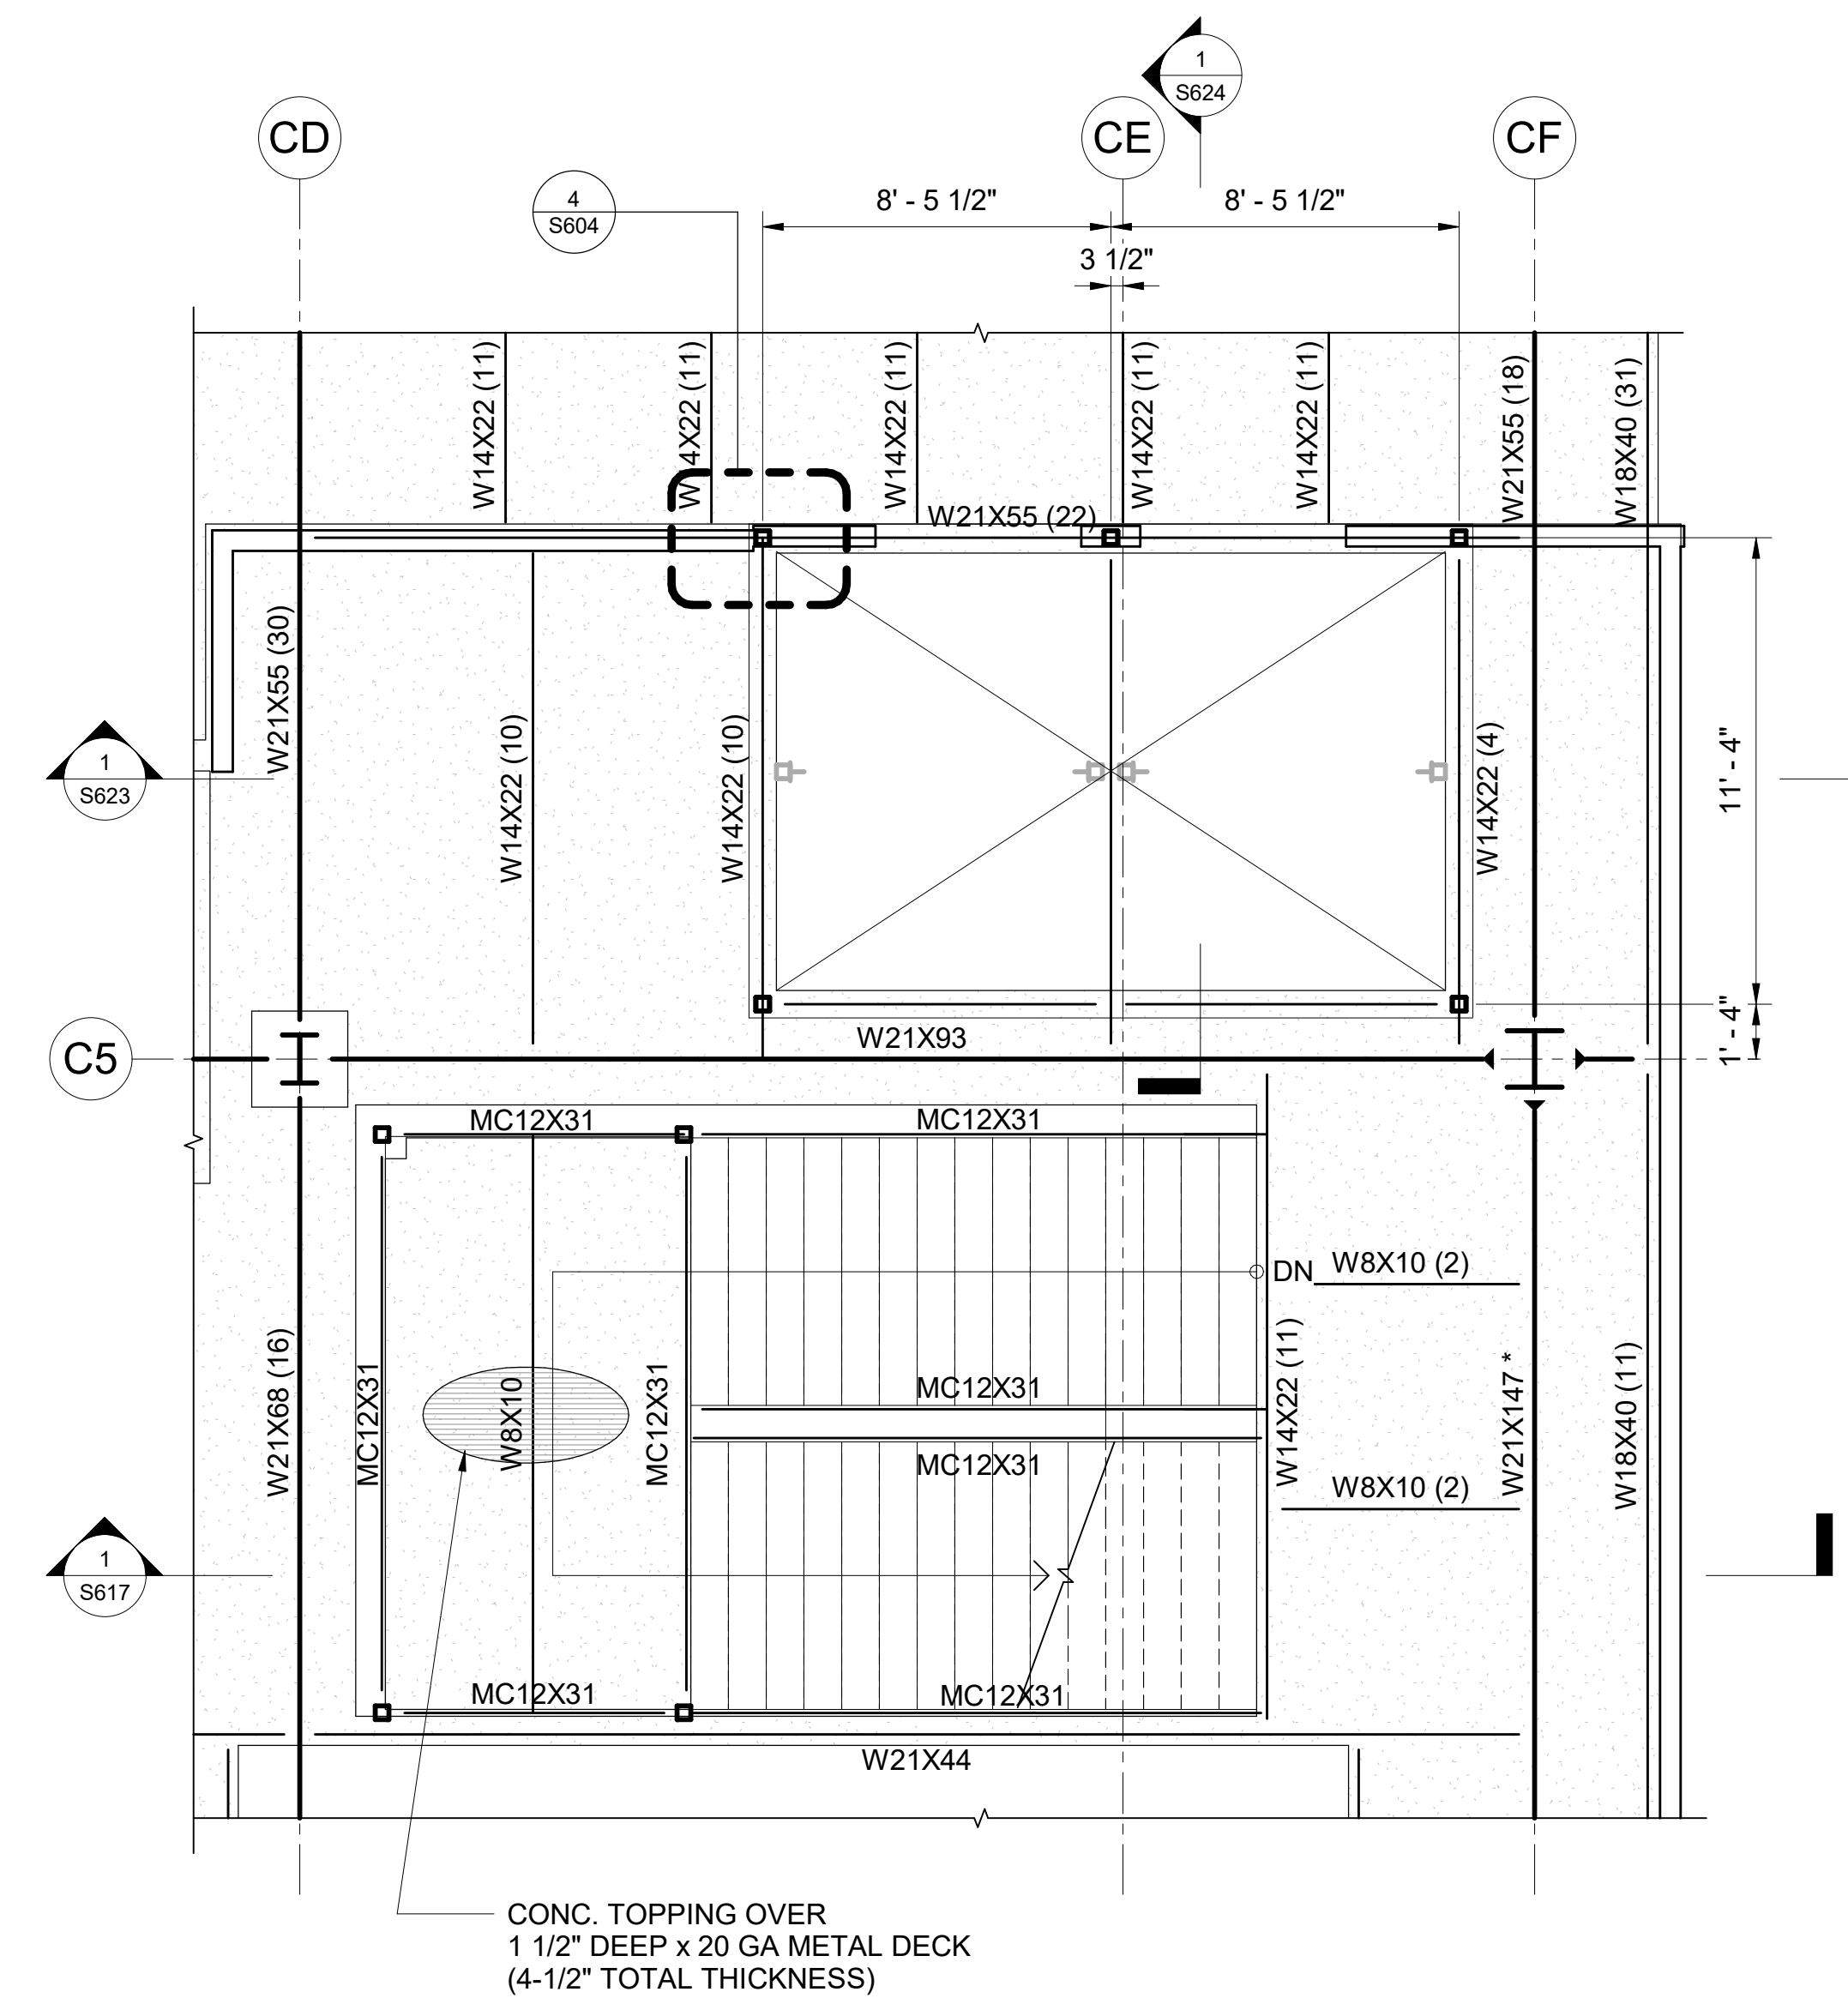 1
S624
CD
CE
CF
4
S604
8' - 5 1/2"
8' - 5 1/2"
3 1/2"
W14X22 (11)
W14X22 (11)
W14X22 (11)
W14X22 (11)
W14X22 (11)
W21X55 (18)
W18X40 (31)
W21X55 (22)
W21X55 (30)
W14X22 (10)
W14X22 (10)
W14X22 (4)
11' - 4"
1
S623
C5
W21X93
1' - 4"
MC12X31
MC12X31
DN
W8X10 (2)
W21X68 (16)
MC12X31
W8X10
MC12X31
MC12X31
MC12X31
W14X22 (11)
W21X147 *
W18X40 (11)
W8X10 (2)
1
S617
MC12X31
MC12X31
W21X44
CONC. TOPPING OVER
1 1/2" DEEP x 20 GA METAL DECK
(4-1/2" TOTAL THICKNESS)